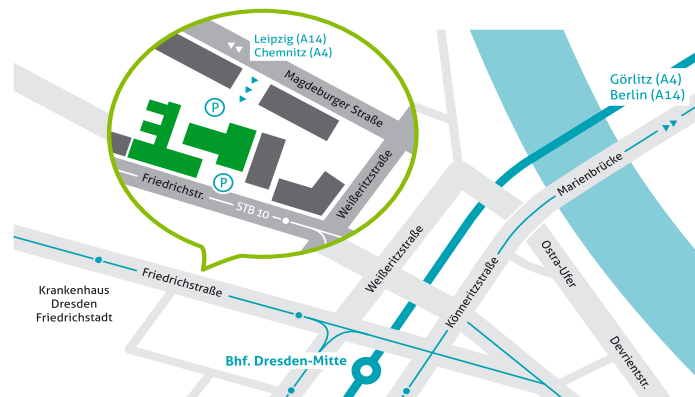 Leipzig (A14)
Chemnitz (A4)
Magdeburger Straße
P
P
Friedrichstr.
STB 10
Weißeritzstraße
Görlitz (A4)
Berlin (A14)
Marienbrücke
Weißeritzstraße
Ostra-Ufer
Könneritzstraße
Devrientstr.
Friedrichstraße
Krankenhaus
Dresden
Friedrichstadt
Bhf. Dresden-Mitte